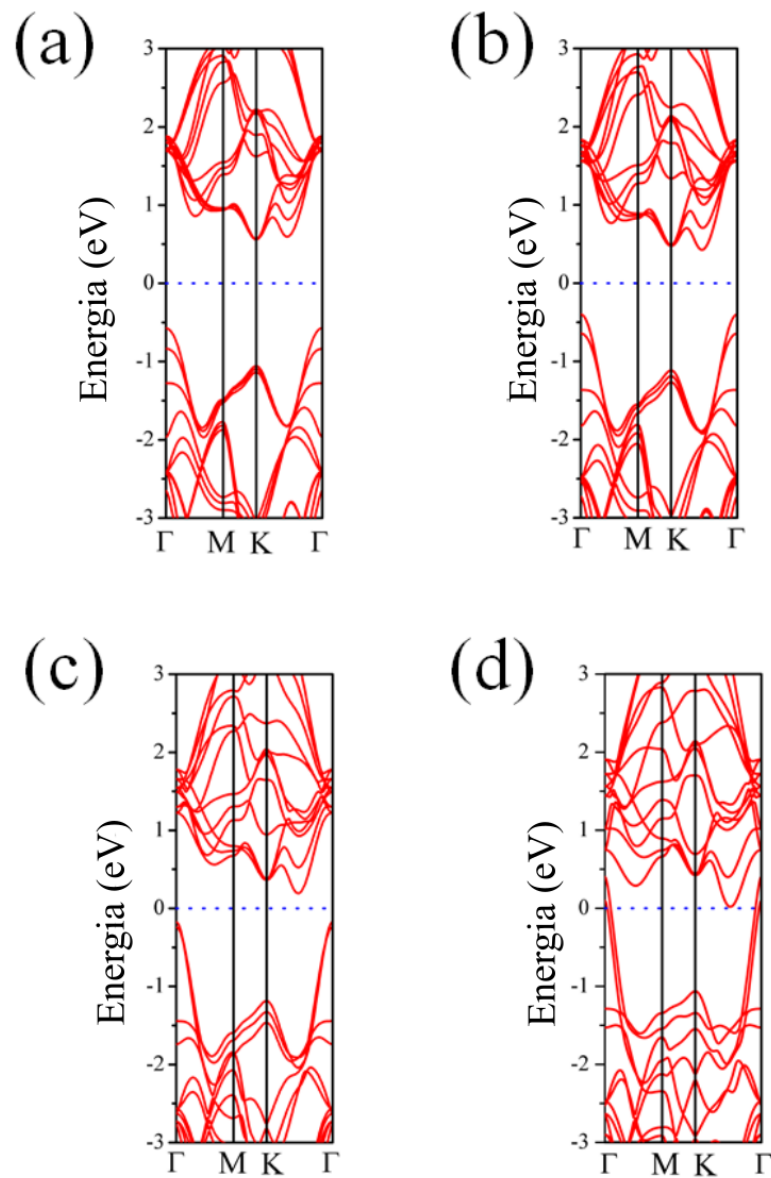 (a)
(b)
3
2
1
0
-1
-2
-3
Energia (eV)
Γ M K Γ
3
2
1
0
-1
-2
-3
Energia (eV)
Γ M K Γ
(c)
(d)
3
2
1
0
-1
-2
-3
Energia (eV)
Γ M K Γ
3
2
1
0
-1
-2
-3
Energia (eV)
Γ M K Γ